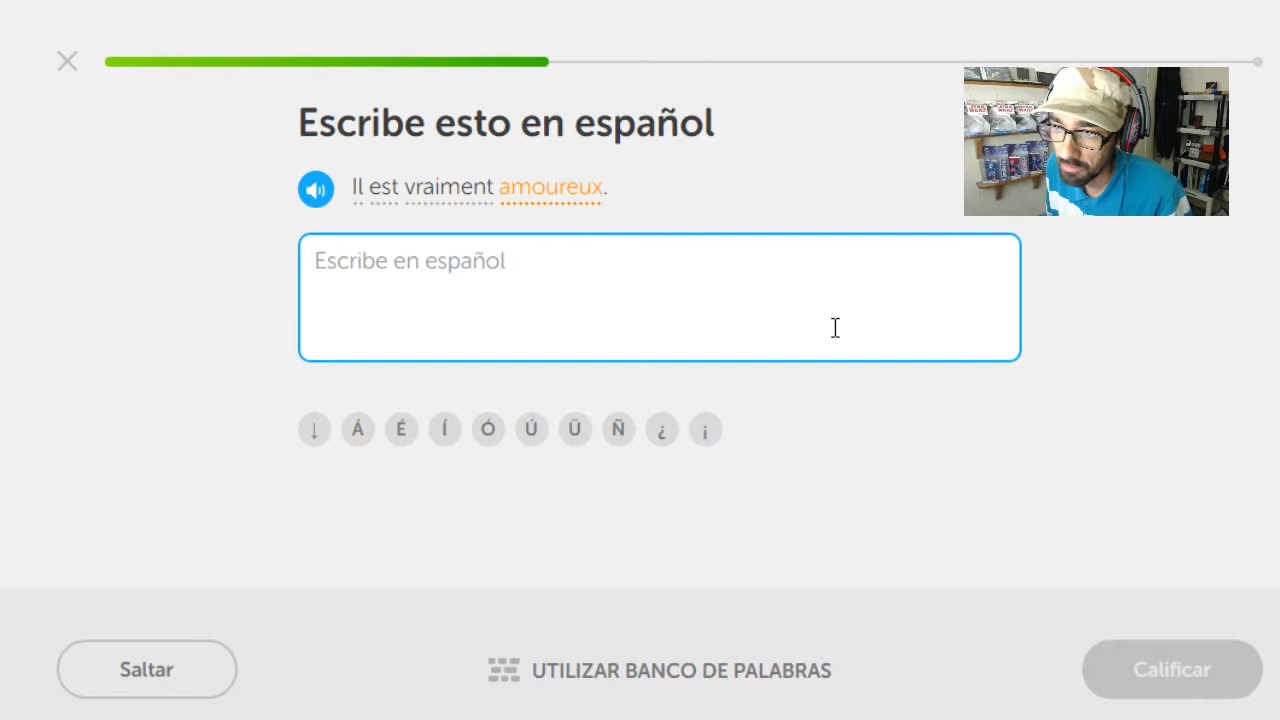 Escribe esto en español
Il est vraiment amoureux.
Escribe en español
↓ Á É Í Ó Ú Ü Ñ ¿ ¡
Saltar
UTILIZAR BANCO DE PALABRAS
Calificar